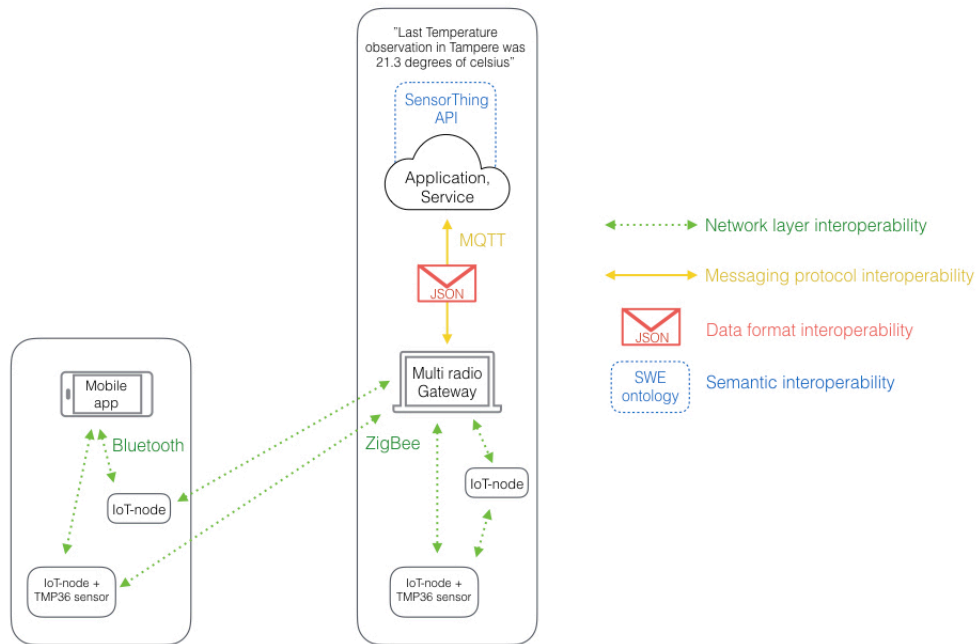 "Last Temperature
observation in Tampere was
21.3 degrees of celsius"
SensorThing
API
Application,
Service
MQTT
JSON
Multi radio
Gateway
ZigBee
IoT-node
IoT-node +
TMP36 sensor
Mobile
app
Bluetooth
IoT-node
IoT-node +
TMP36 sensor
Network layer interoperability
Messaging protocol interoperability
JSON
Data format interoperability
SWE
ontology
Semantic interoperability